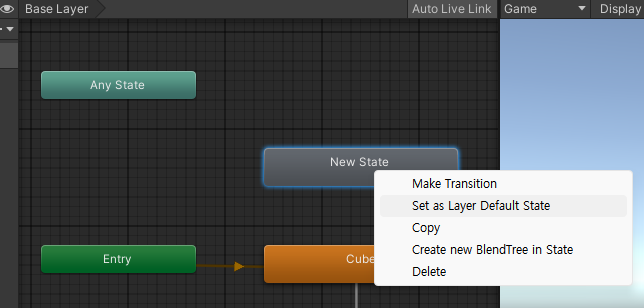 Base Layer
Auto Live Link
Game
Display
Any State
New State
Make Transition
Set as Layer Default State
Copy
Create new BlendTree in State
Delete
Entry
Cube